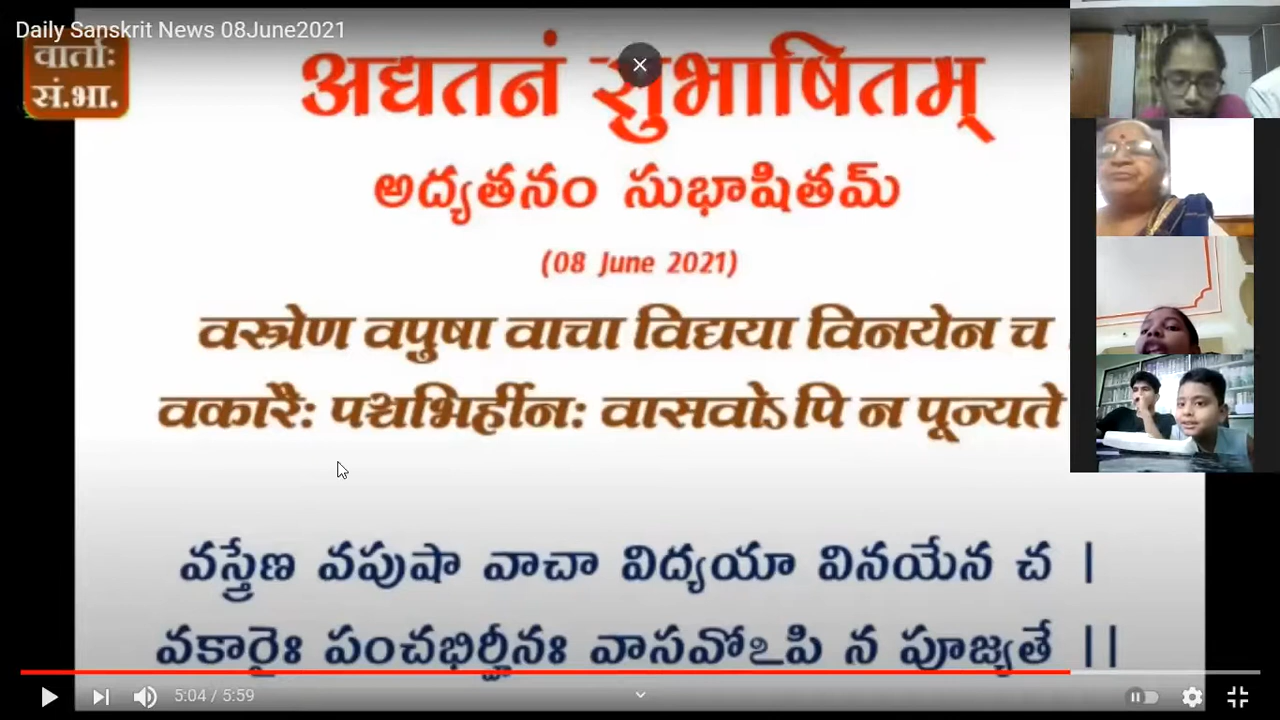 Daily Sanskrit News 08June2021
वार्ताः
सं.भा.
अद्यतनं सुभाषितम्
అద్యతనం సుభాషితమ్
(08 June 2021)
वस्त्रेण वपुषा वाचा विद्यया विनयेन च
वकारैः पञ्चभिर्हीनः वासवोऽपि न पूज्यते
వస్త్రేణ వపుషా వాచా విద్యయా వినయేన చ |
వకారైః పంచభిర్హీనః వాసవోఽపి న పూజ్యతే ||
5:04 / 5:59